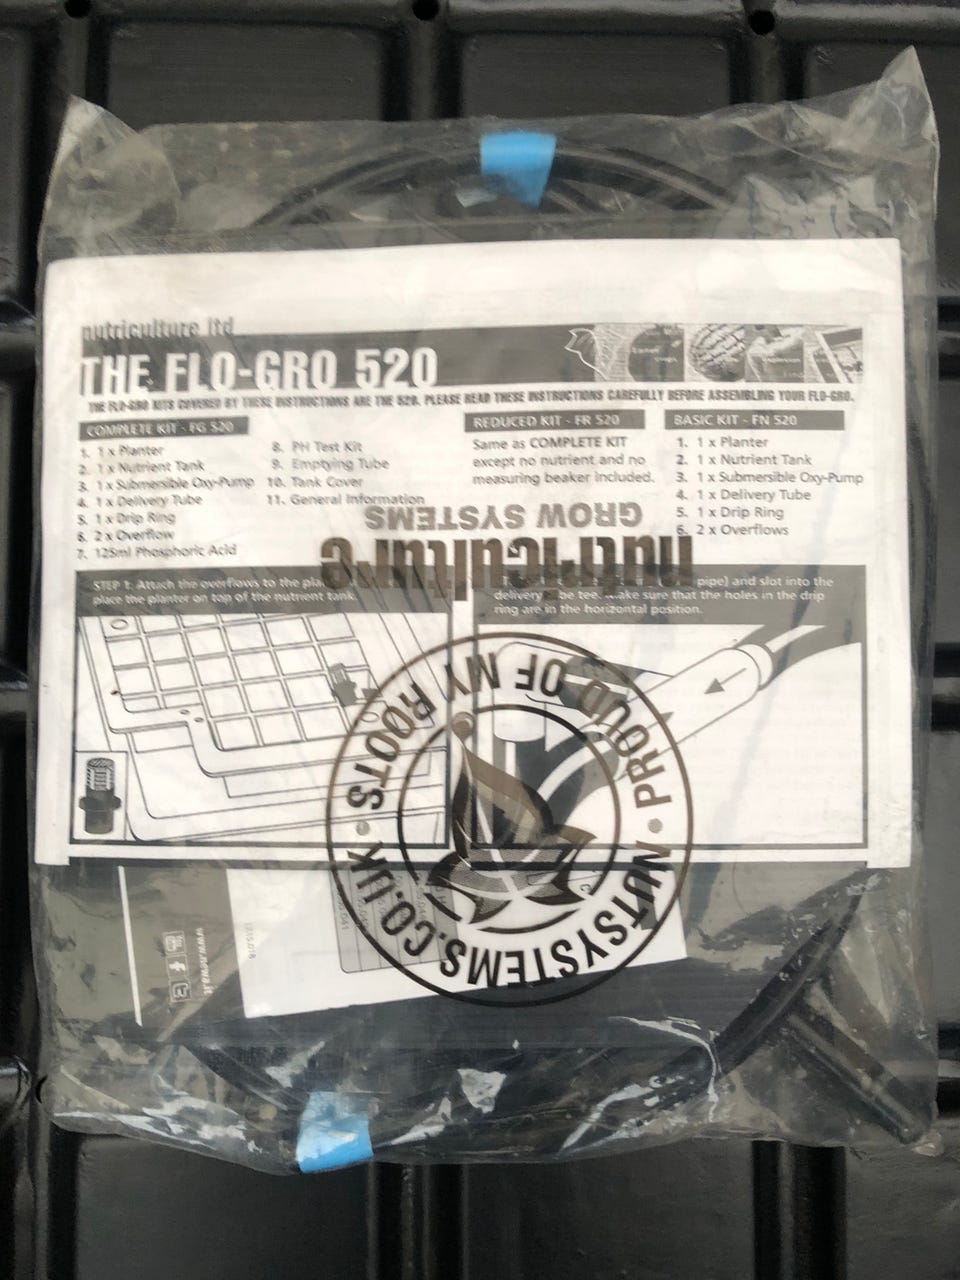 nutriculture ltd
THE FLO-GRO 520
THE FLO-GRO KITS COVERED BY THESE INSTRUCTIONS ARE THE 520. PLEASE READ THESE INSTRUCTIONS CAREFULLY BEFORE ASSEMBLING YOUR FLO-GRO.
COMPLETE KIT - FG 520
1. 1 x Planter
2. 1 x Nutrient Tank
3. 1 x Submersible Oxy-Pump
4. 1 x Delivery Tube
5. 1 x Drip Ring
6. 2 x Overflow
7. 125ml Phosphoric Acid
8. PH Test Kit
9. Emptying Tube
10. Tank Cover
11. General Information
REDUCED KIT - FR 520
Same as COMPLETE KIT
except no nutrient and no
measuring beaker included.
BASIC KIT - FN 520
1. 1 x Planter
2. 1 x Nutrient Tank
3. 1 x Submersible Oxy-Pump
4. 1 x Delivery Tube
5. 1 x Drip Ring
6. 2 x Overflows
STEP 1. Attach the overflows to the
place the planter on top of the nutrient tank.
pipe) and slot into the
delivery be tee. Make sure that the holes in the drip
ring are in the horizontal position.
nutriculture
GROW SYSTEMS
PROUD OF MY ROOTS
NUTSYSTEMS.CO.UK
www.newa.it